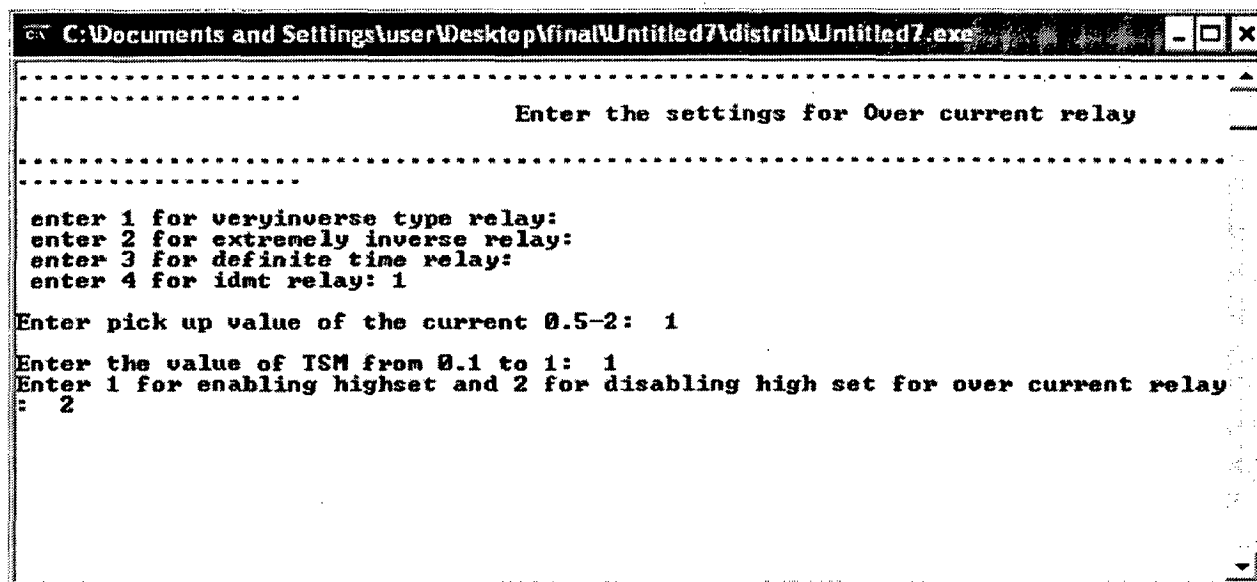 C:\Documents and Settings\user\Desktop\final\Untitled7\distrib\Untitled7.exe
Enter the settings for Over current relay
enter 1 for veryinverse type relay:
enter 2 for extremely inverse relay:
enter 3 for definite time relay:
enter 4 for idmt relay: 1
Enter pick up value of the current 0.5-2: 1
Enter the value of TSM from 0.1 to 1: 1
Enter 1 for enabling highset and 2 for disabling high set for over current relay
: 2